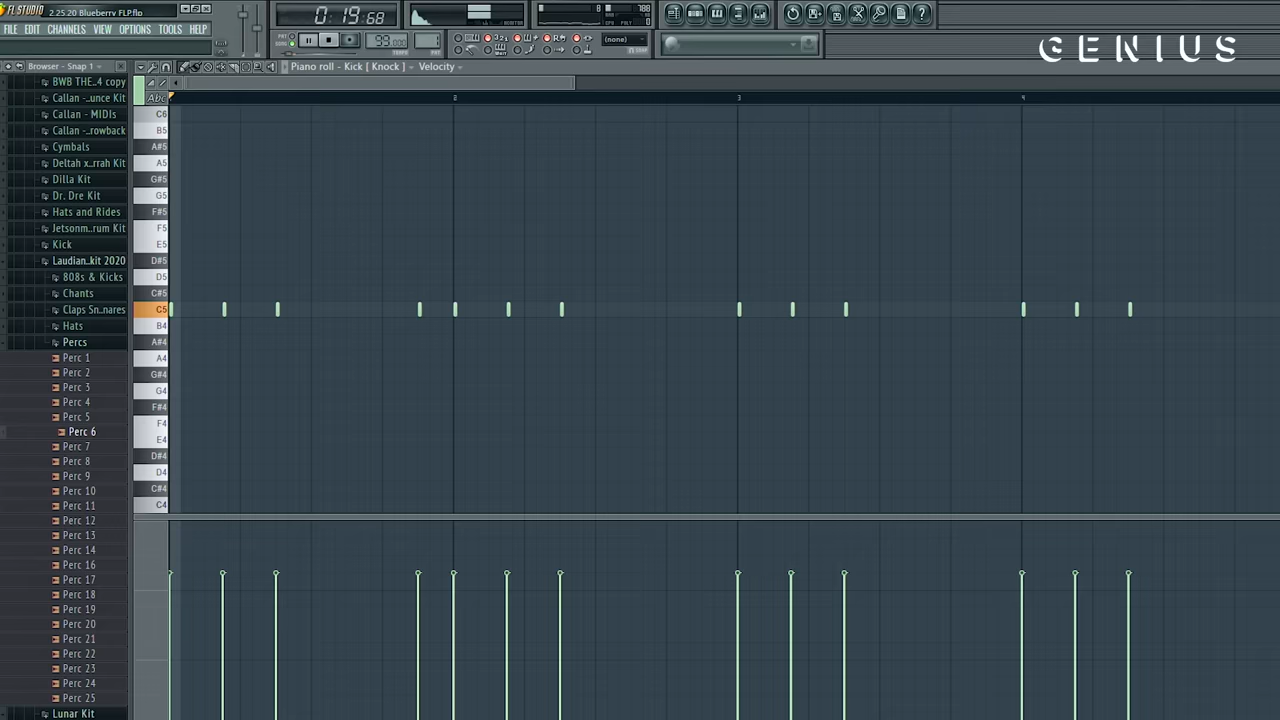 FL STUDIO 2.25.20 Blueberry FLP.flp
FILE EDIT CHANNELS VIEW OPTIONS TOOLS HELP
0:19:68
MONITOR
8 788
(none)
GENIUS
Browser - Snap 1
Piano roll - Kick [ Knock ] Velocity
Abc
2 3 4
BWB THE..4 copy
Callan -..unce Kit
Callan - MIDIs
Callan -..rowback
Cymbals
Deltah x..rrah Kit
Dilla Kit
Dr. Dre Kit
Hats and Rides
Jetsonm..rum Kit
Kick
Laudian..kit 2020
808s & Kicks
Chants
Claps Sn..nares
Hats
Percs
Perc 1
Perc 2
Perc 3
Perc 4
Perc 5
Perc 6
Perc 7
Perc 8
Perc 9
Perc 10
Perc 11
Perc 12
Perc 13
Perc 14
Perc 16
Perc 17
Perc 18
Perc 19
Perc 20
Perc 21
Perc 22
Perc 23
Perc 24
Perc 25
Lunar Kit
C6
B5
A#5
A5
G#5
G5
F#5
F5
E5
D#5
D5
C#5
C5
B4
A#4
A4
G#4
G4
F#4
F4
E4
D#4
D4
C#4
C4